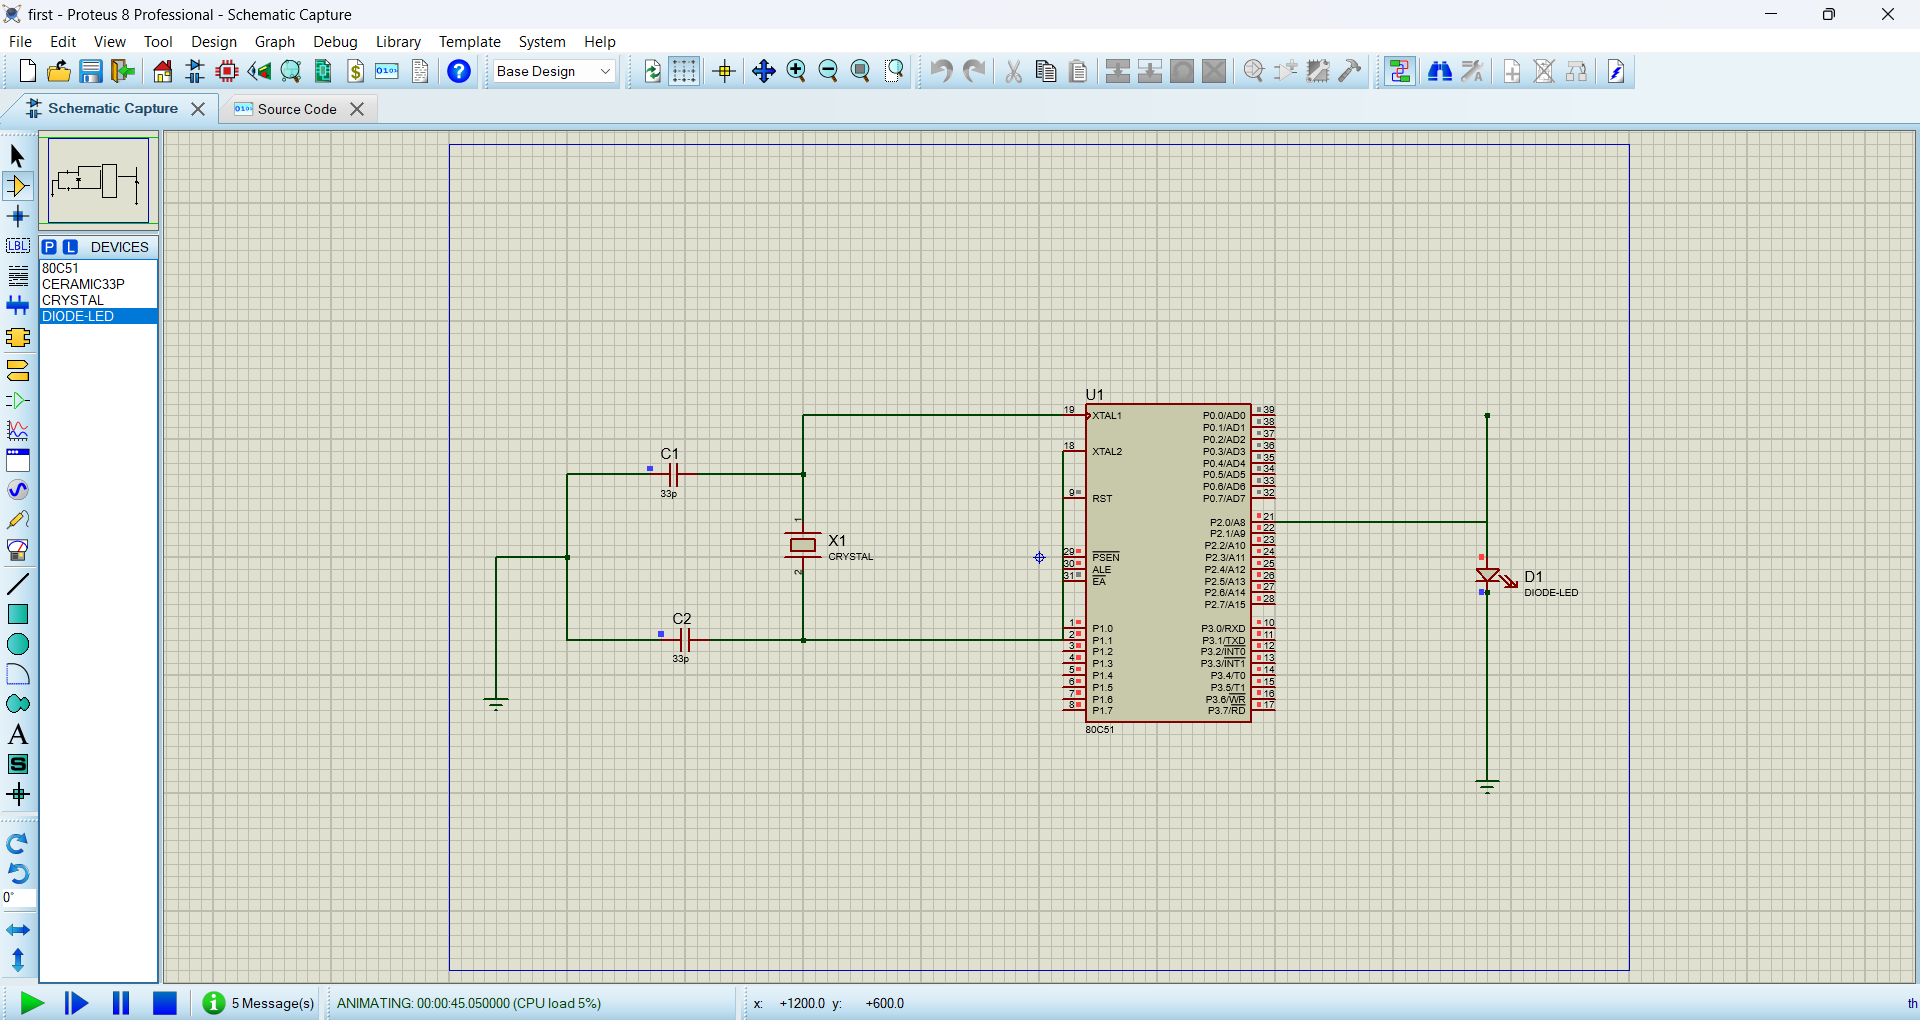 first - Proteus 8 Professional - Schematic Capture
File Edit View Tool Design Graph Debug Library Template System Help
Base Design
Schematic Capture
Source Code
P L DEVICES
80C51
CERAMIC33P
CRYSTAL
DIODE-LED
LBL
A
S
0°
C1
33p
C2
33p
1
X1
CRYSTAL
2
U1
19 XTAL1
18 XTAL2
9 RST
29 PSEN
30 ALE
31 EA
1 P1.0
2 P1.1
3 P1.2
4 P1.3
5 P1.4
6 P1.5
7 P1.6
8 P1.7
P0.0/AD0 39
P0.1/AD1 38
P0.2/AD2 37
P0.3/AD3 36
P0.4/AD4 35
P0.5/AD5 34
P0.6/AD6 33
P0.7/AD7 32
P2.0/A8 21
P2.1/A9 22
P2.2/A10 23
P2.3/A11 24
P2.4/A12 25
P2.5/A13 26
P2.6/A14 27
P2.7/A15 28
P3.0/RXD 10
P3.1/TXD 11
P3.2/INT0 12
P3.3/INT1 13
P3.4/T0 14
P3.5/T1 15
P3.6/WR 16
P3.7/RD 17
80C51
D1
DIODE-LED
5 Message(s)
ANIMATING: 00:00:45.050000 (CPU load 5%)
x: +1200.0 y: +600.0
th